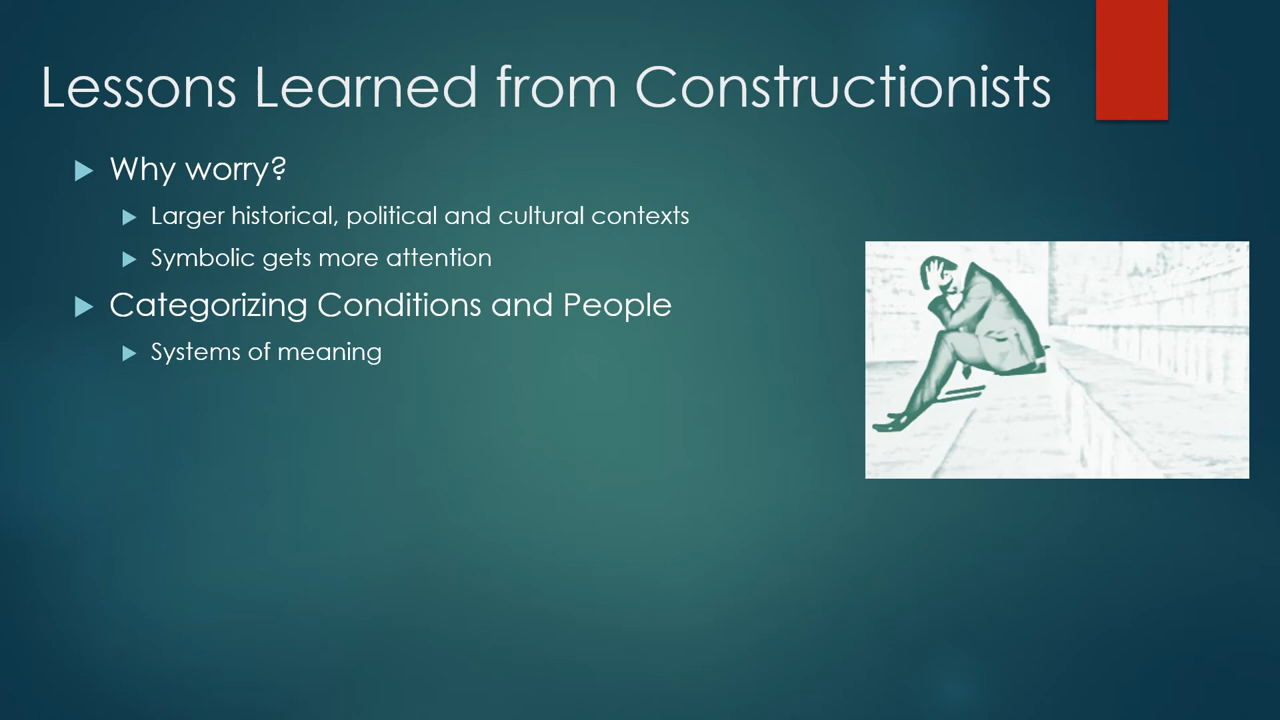 Lessons Learned from Constructionists
Why worry?
Larger historical, political and cultural contexts
Symbolic gets more attention
Categorizing Conditions and People
Systems of meaning